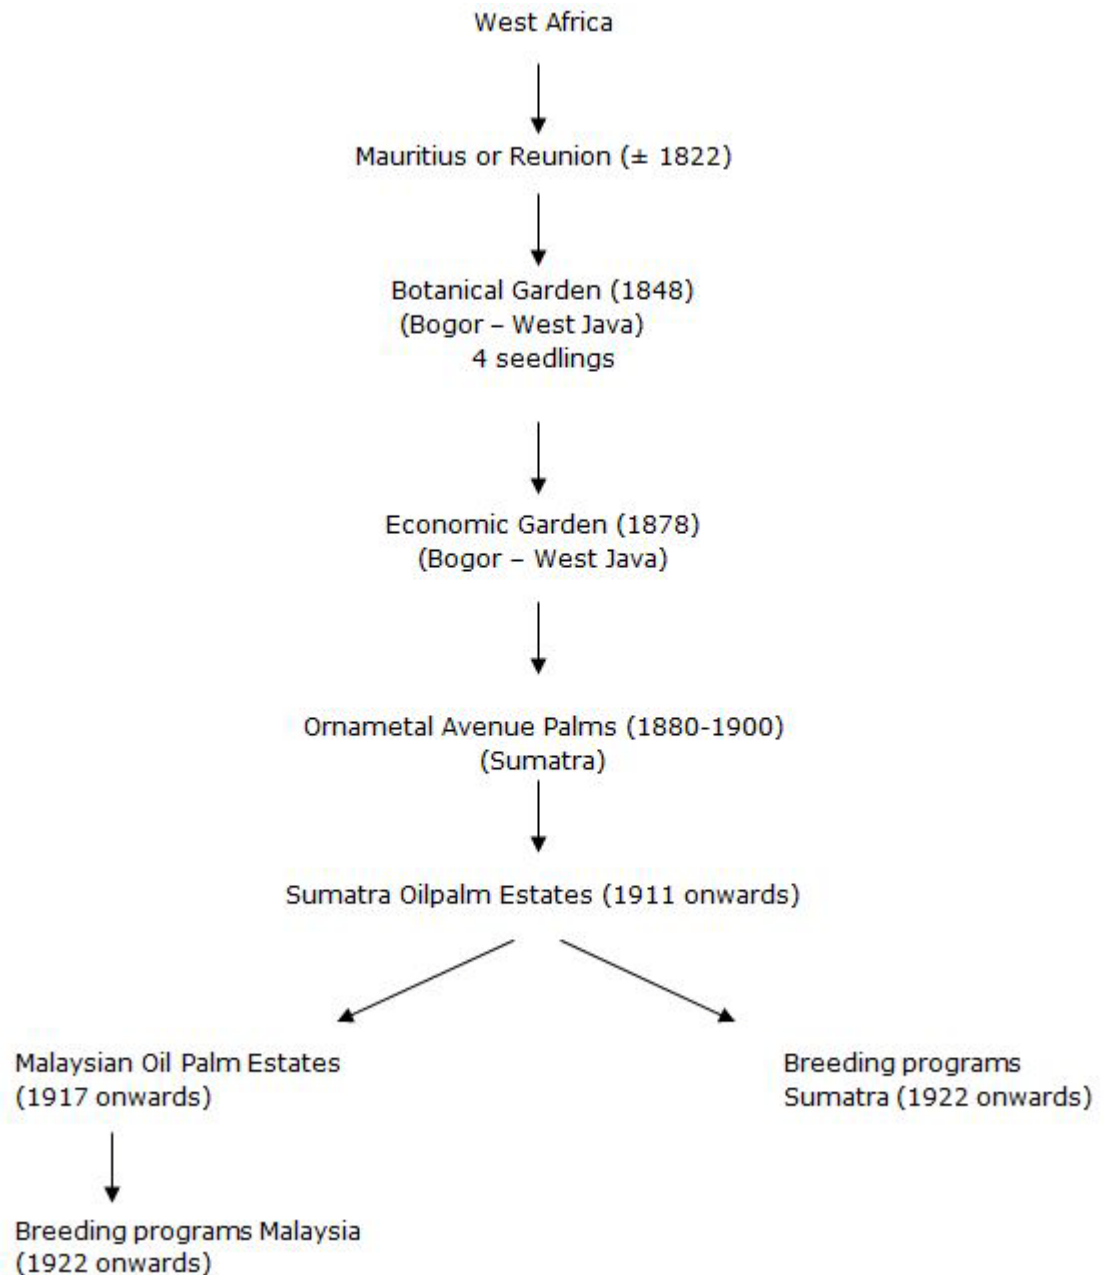 West Africa
Mauritius or Reunion (± 1822)
Botanical Garden (1848)
(Bogor – West Java)
4 seedlings
Economic Garden (1878)
(Bogor – West Java)
Ornametal Avenue Palms (1880-1900)
(Sumatra)
Sumatra Oilpalm Estates (1911 onwards)
Malaysian Oil Palm Estates
(1917 onwards)
Breeding programs
Sumatra (1922 onwards)
Breeding programs Malaysia
(1922 onwards)